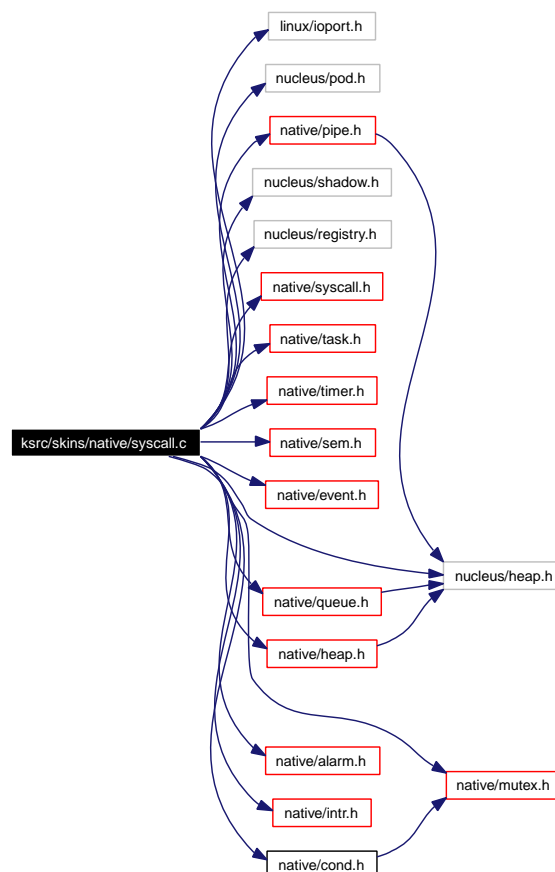 linux/ioport.h
nucleus/pod.h
native/pipe.h
nucleus/shadow.h
nucleus/registry.h
native/syscall.h
native/task.h
native/timer.h
ksrc/skins/native/syscall.c
native/sem.h
native/event.h
nucleus/heap.h
native/queue.h
native/heap.h
native/alarm.h
native/mutex.h
native/intr.h
native/cond.h